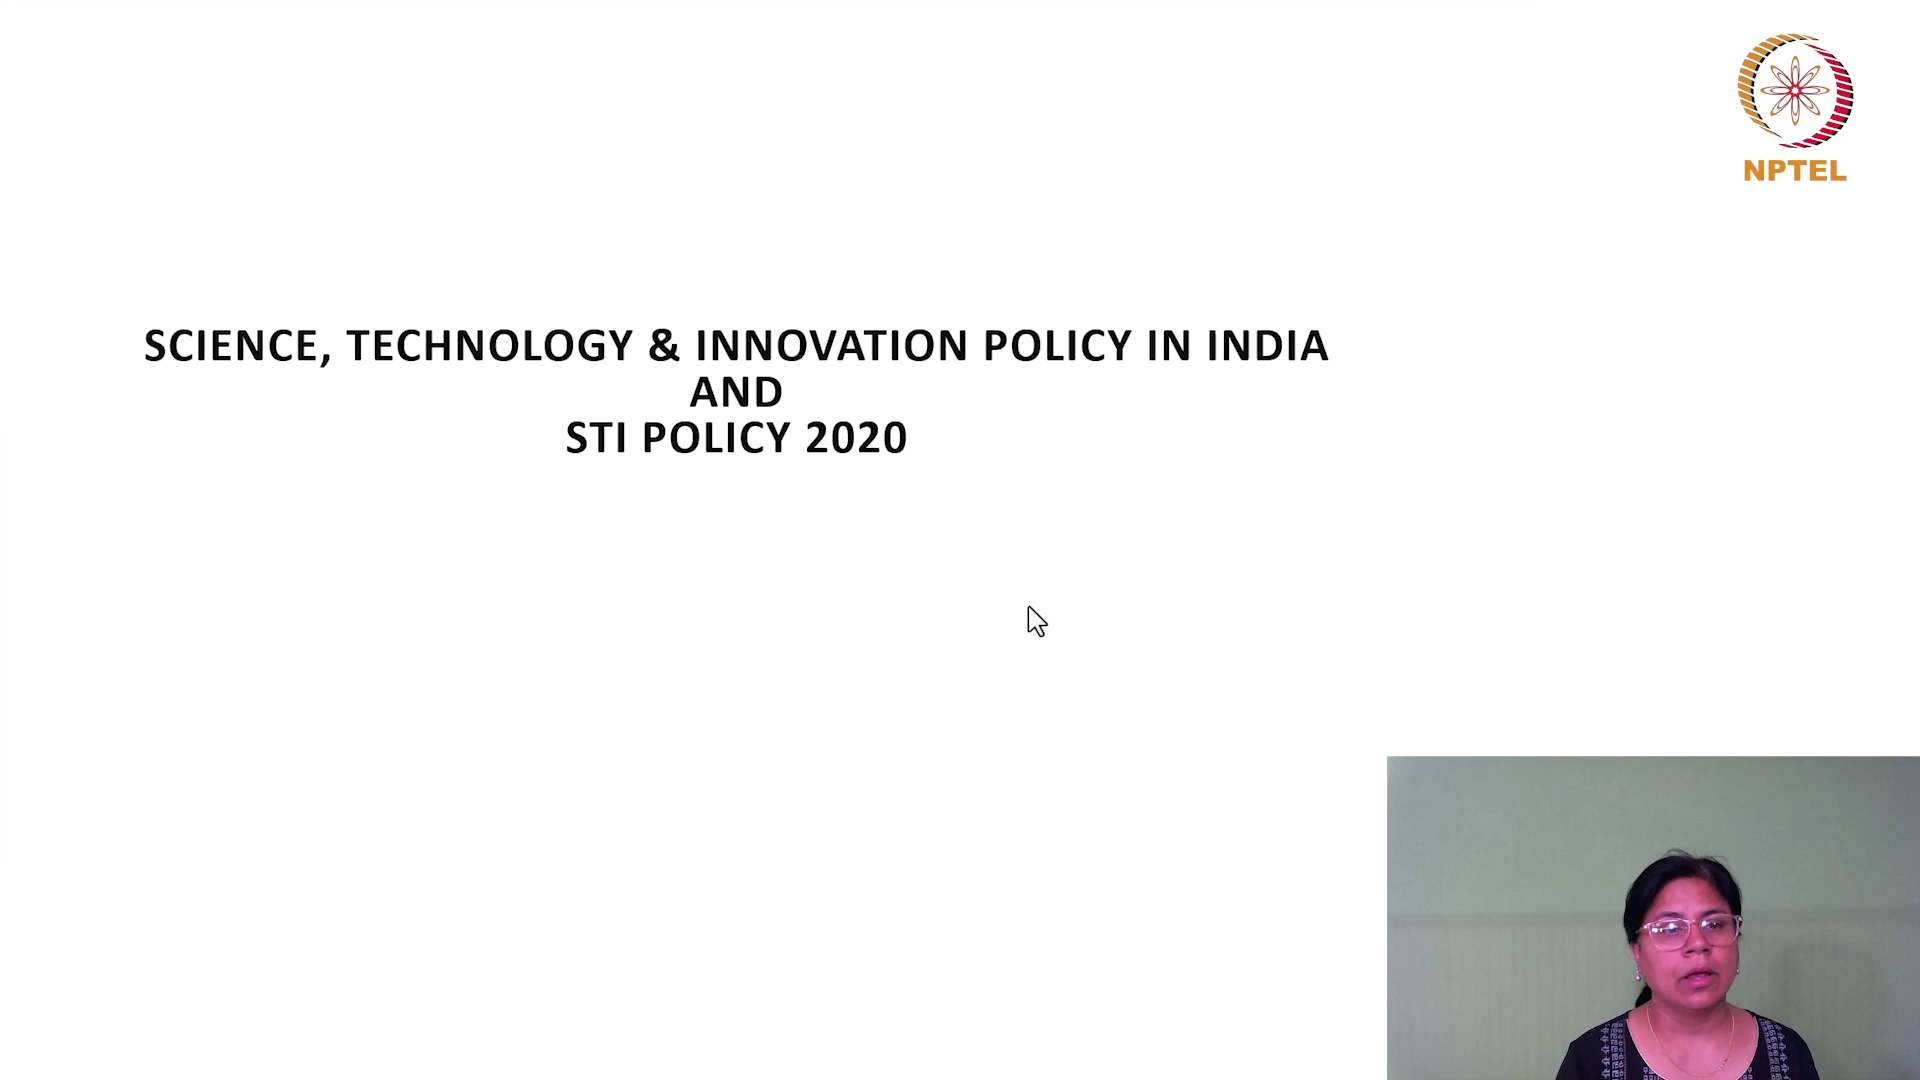 NPTEL
SCIENCE, TECHNOLOGY & INNOVATION POLICY IN INDIA
AND
STI POLICY 2020